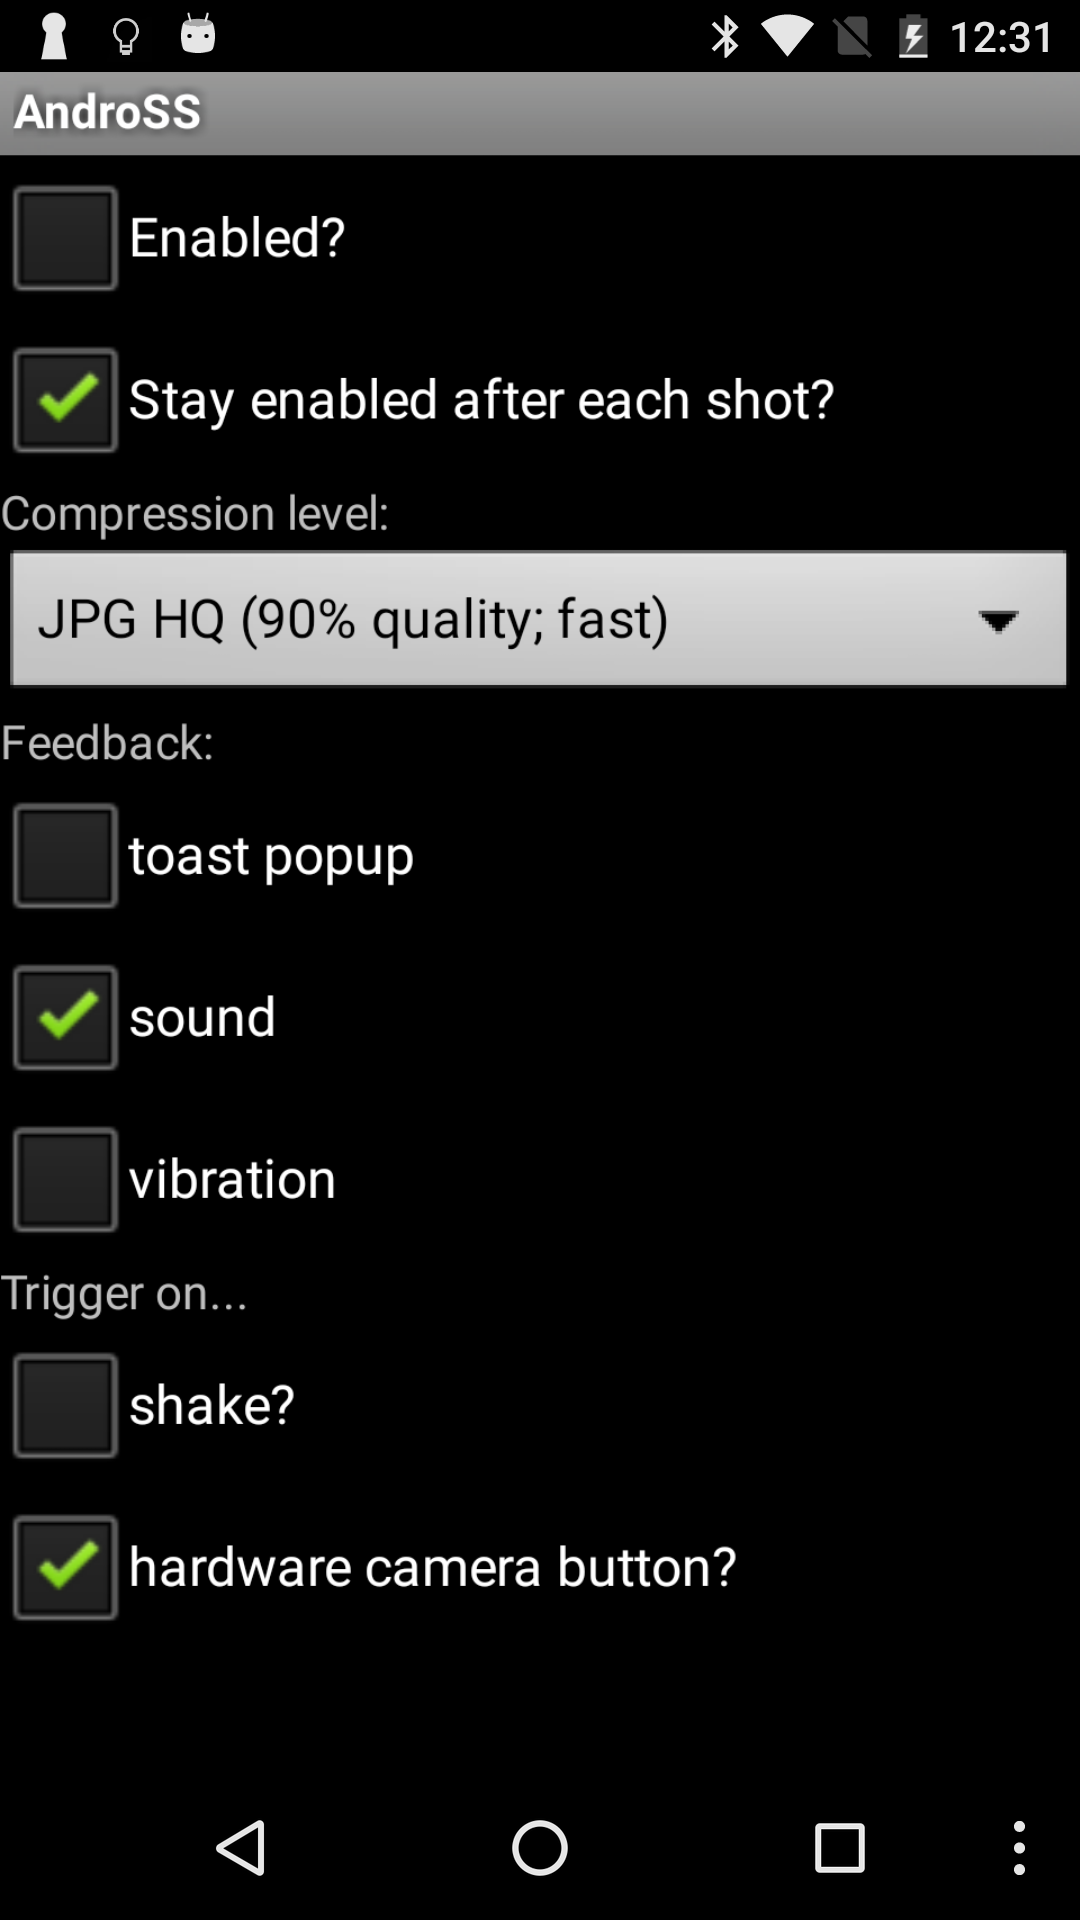 12:31
AndroSS
Enabled?
Stay enabled after each shot?
Compression level:
JPG HQ (90% quality; fast)
Feedback:
toast popup
sound
vibration
Trigger on...
shake?
hardware camera button?